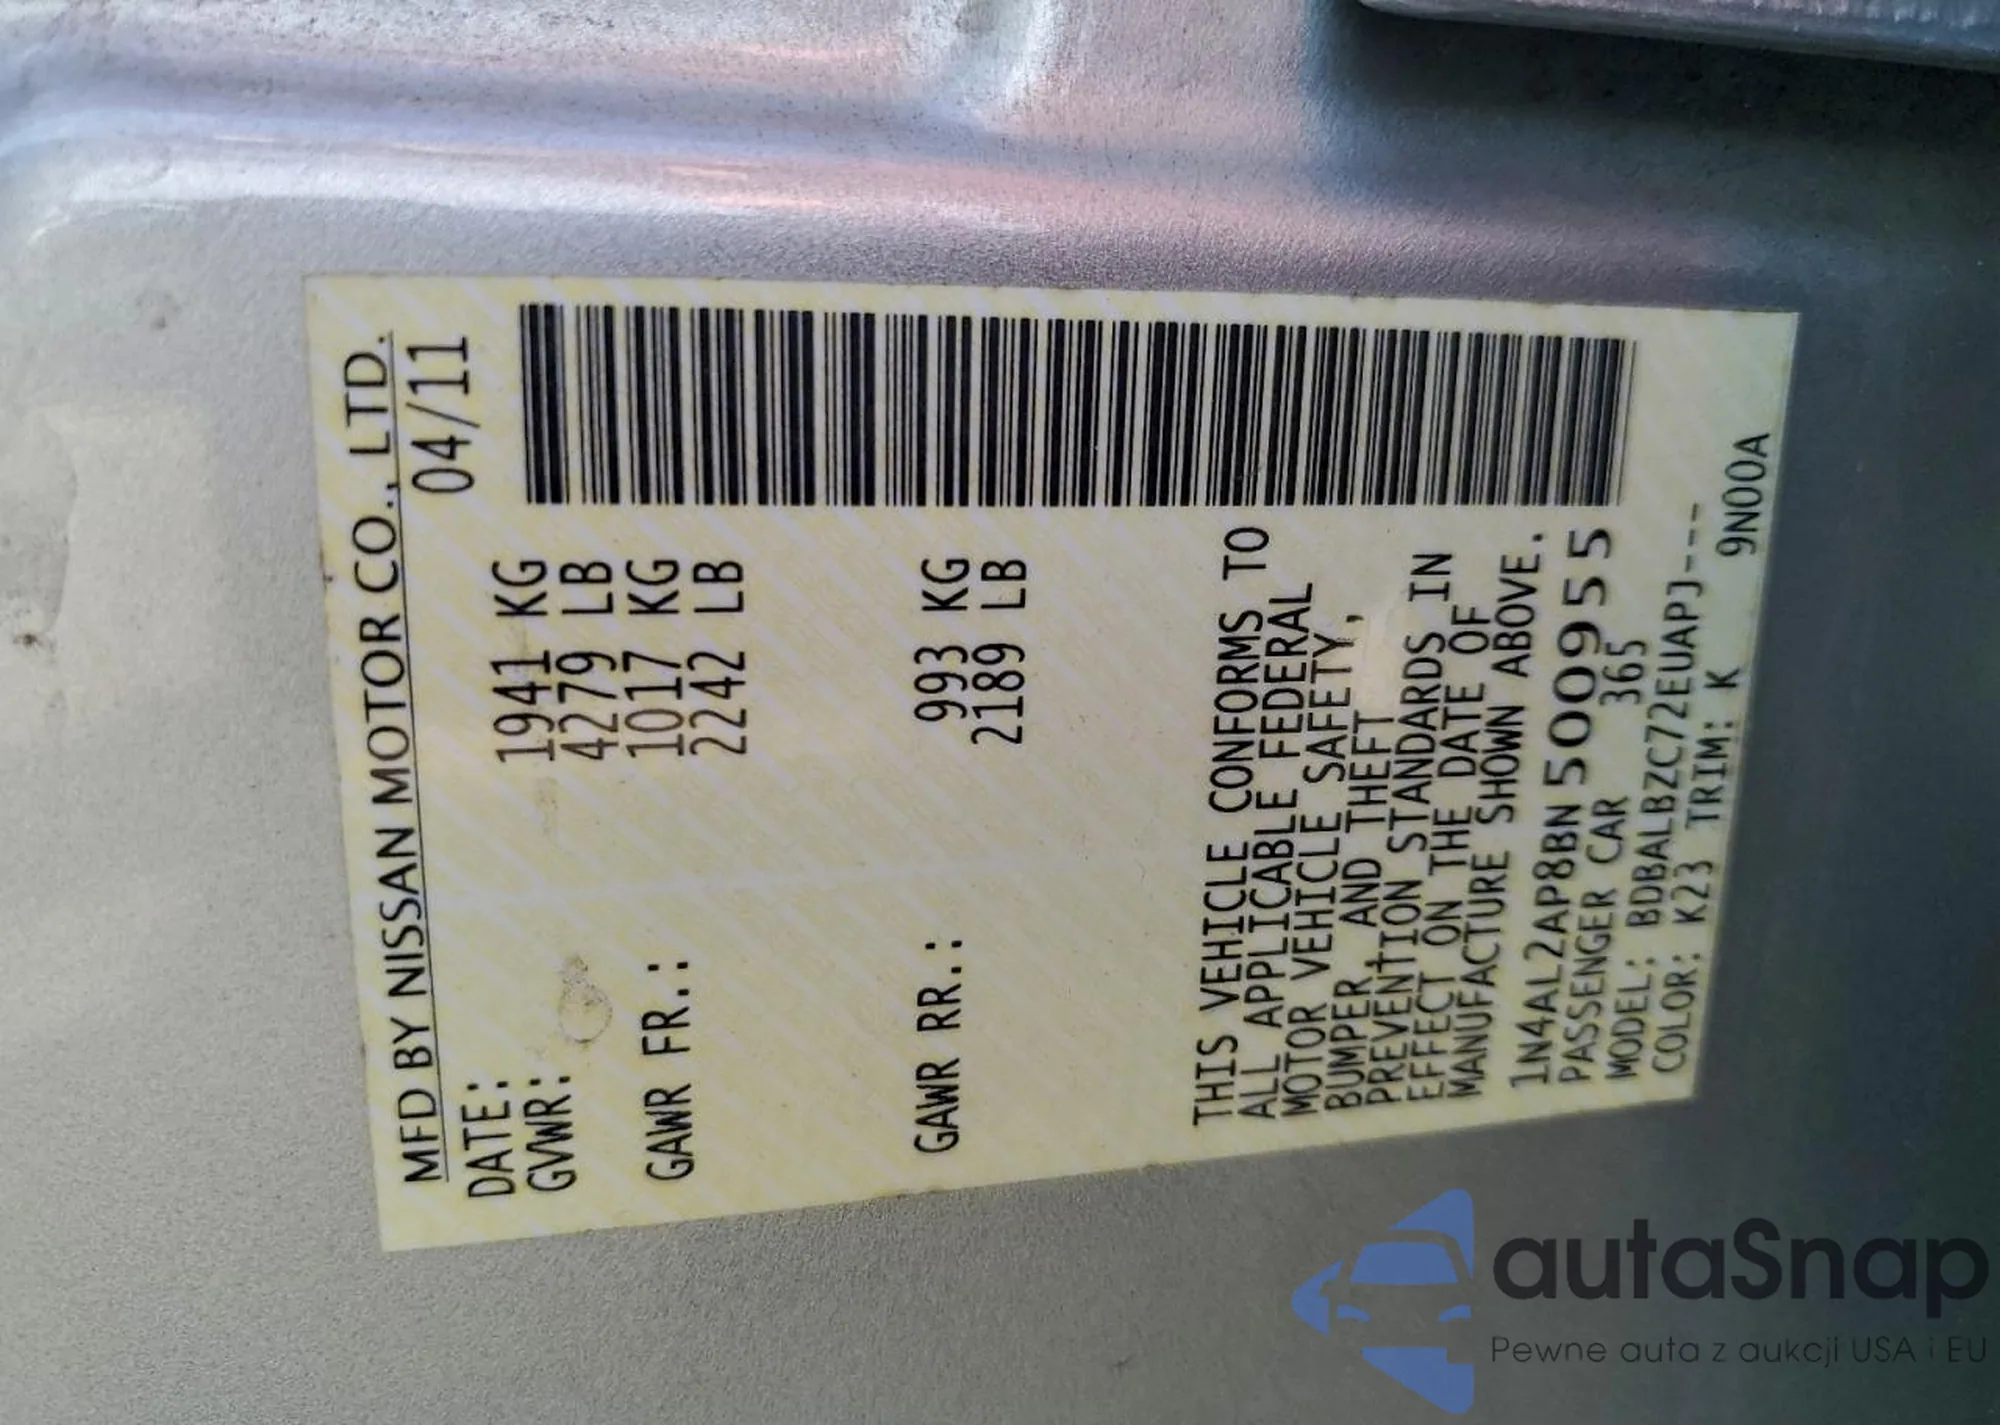 MFD BY NISSAN MOTOR CO., LTD.
DATE: 04/11
GVWR: 1941 KG
4279 LB
GAWR FR.: 1017 KG
2242 LB
GAWR RR.: 993 KG
2189 LB
THIS VEHICLE CONFORMS TO
ALL APPLICABLE FEDERAL
MOTOR VEHICLE SAFETY,
BUMPER, AND THEFT
PREVENTION STANDARDS IN
EFFECT ON THE DATE OF
MANUFACTURE SHOWN ABOVE.
1N4AL2AP8BN500955
PASSENGER CAR 365
MODEL: BDBALBZC72EUAPJ---
COLOR: K23 TRIM: K 9N00A
autaSnap
Pewne auta z aukcji USA i EU